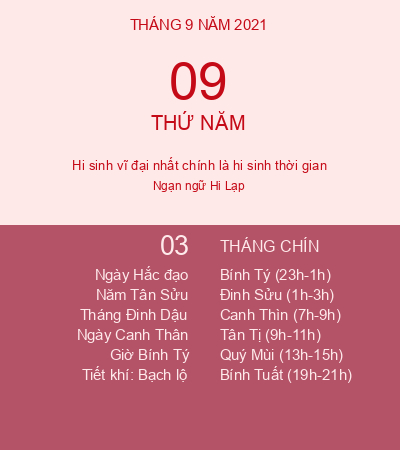 THÁNG 9 NĂM 2021
09
THỨ NĂM
Hi sinh vĩ đại nhất chính là hi sinh thời gian
Ngạn ngữ Hi Lạp
03 THÁNG CHÍN
Ngày Hắc đạo Bính Tý (23h-1h)
Năm Tân Sửu Đinh Sửu (1h-3h)
Tháng Đinh Dậu Canh Thìn (7h-9h)
Ngày Canh Thân Tân Tị (9h-11h)
Giờ Bính Tý Quý Mùi (13h-15h)
Tiết khí: Bạch lộ Bính Tuất (19h-21h)